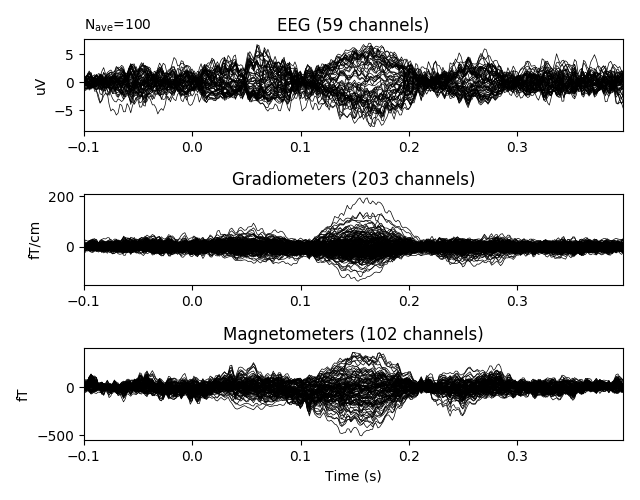 N_ave=100
EEG (59 channels)
5
0
−5
uV
−0.1 0.0 0.1 0.2 0.3
Gradiometers (203 channels)
200
0
fT/cm
−0.1 0.0 0.1 0.2 0.3
Magnetometers (102 channels)
0
−500
fT
−0.1 0.0 0.1 0.2 0.3
Time (s)